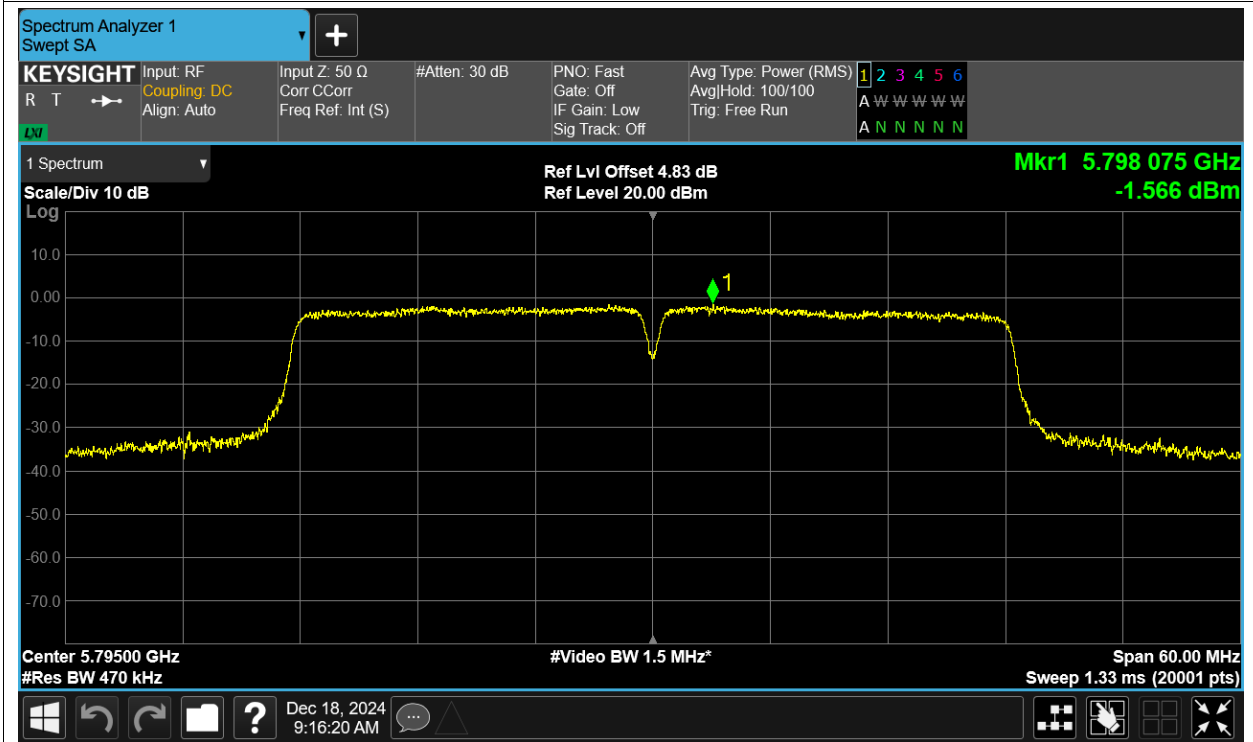 Spectrum Analyzer 1
Swept SA
+
KEYSIGHT
R T
LXI
Input: RF
Coupling: DC
Align: Auto
Input Z: 50 Ω
Corr CCorr
Freq Ref: Int (S)
#Atten: 30 dB
PNO: Fast
Gate: Off
IF Gain: Low
Sig Track: Off
Avg Type: Power (RMS)
Avg|Hold: 100/100
Trig: Free Run
1 2 3 4 5 6
A W W W W W
A N N N N N
1 Spectrum
Scale/Div 10 dB
Log
Ref Lvl Offset 4.83 dB
Ref Level 20.00 dBm
Mkr1 5.798 075 GHz
-1.566 dBm
1
10.0
0.00
-10.0
-20.0
-30.0
-40.0
-50.0
-60.0
-70.0
Center 5.79500 GHz
#Video BW 1.5 MHz*
Span 60.00 MHz
#Res BW 470 kHz
Sweep 1.33 ms (20001 pts)
?
Dec 18, 2024
9:16:20 AM